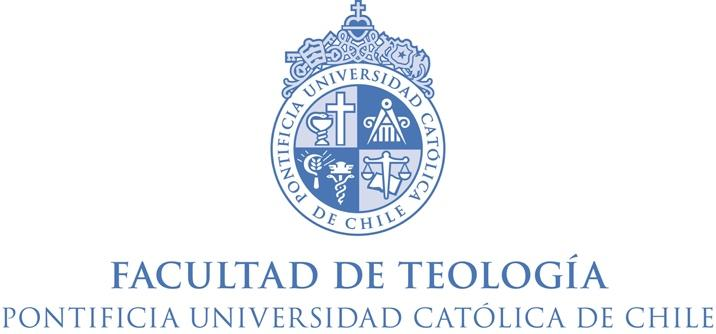 PONTIFICIA UNIVERSIDAD CATÓLICA
DE CHILE
FACULTAD DE TEOLOGÍA
PONTIFICIA UNIVERSIDAD CATÓLICA DE CHILE